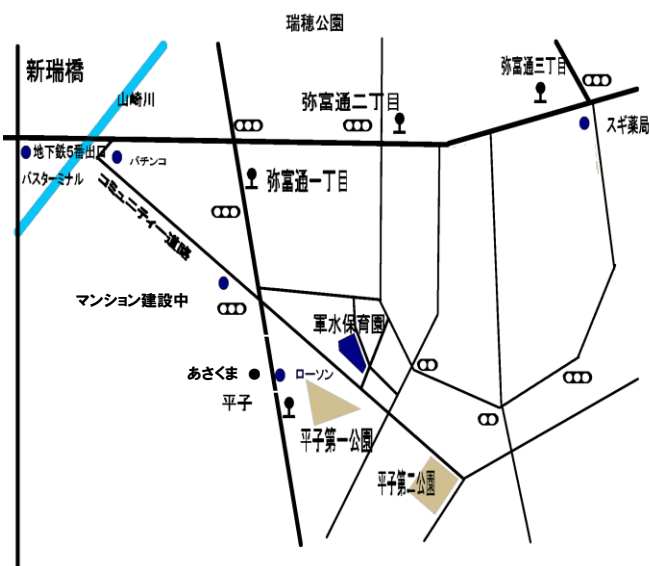 瑞穂公園
新瑞橋
弥富通三丁目
山崎川
弥富通二丁目
スギ薬局
地下鉄5番出口
パチンコ
バスターミナル
弥富通一丁目
コミュニティー道路
マンション建設中
軍水保育園
あさくま
ローソン
平子
平子第一公園
平子第二公園